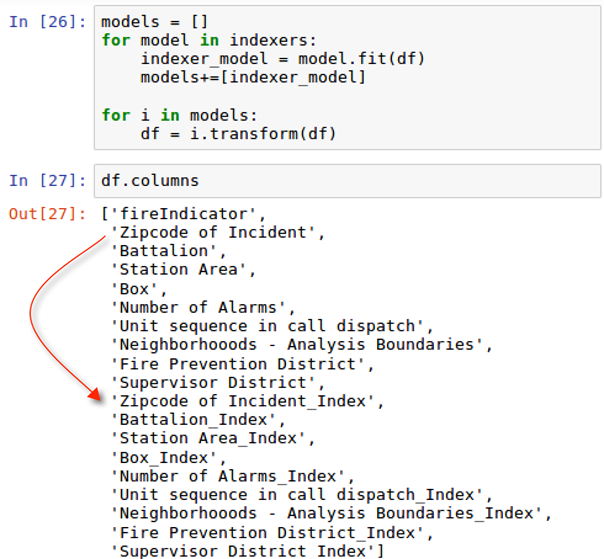 In [26]: models = []
for model in indexers:
    indexer_model = model.fit(df)
    models+=[indexer_model]

for i in models:
    df = i.transform(df)
In [27]: df.columns
Out[27]: ['fireIndicator',
'Zipcode of Incident',
'Battalion',
'Station Area',
'Box',
'Number of Alarms',
'Unit sequence in call dispatch',
'Neighborhooods - Analysis Boundaries',
'Fire Prevention District',
'Supervisor District',
'Zipcode of Incident_Index',
'Battalion_Index',
'Station Area_Index',
'Box_Index',
'Number of Alarms_Index',
'Unit sequence in call dispatch_Index',
'Neighborhooods - Analysis Boundaries_Index',
'Fire Prevention District_Index',
'Supervisor District_Index']